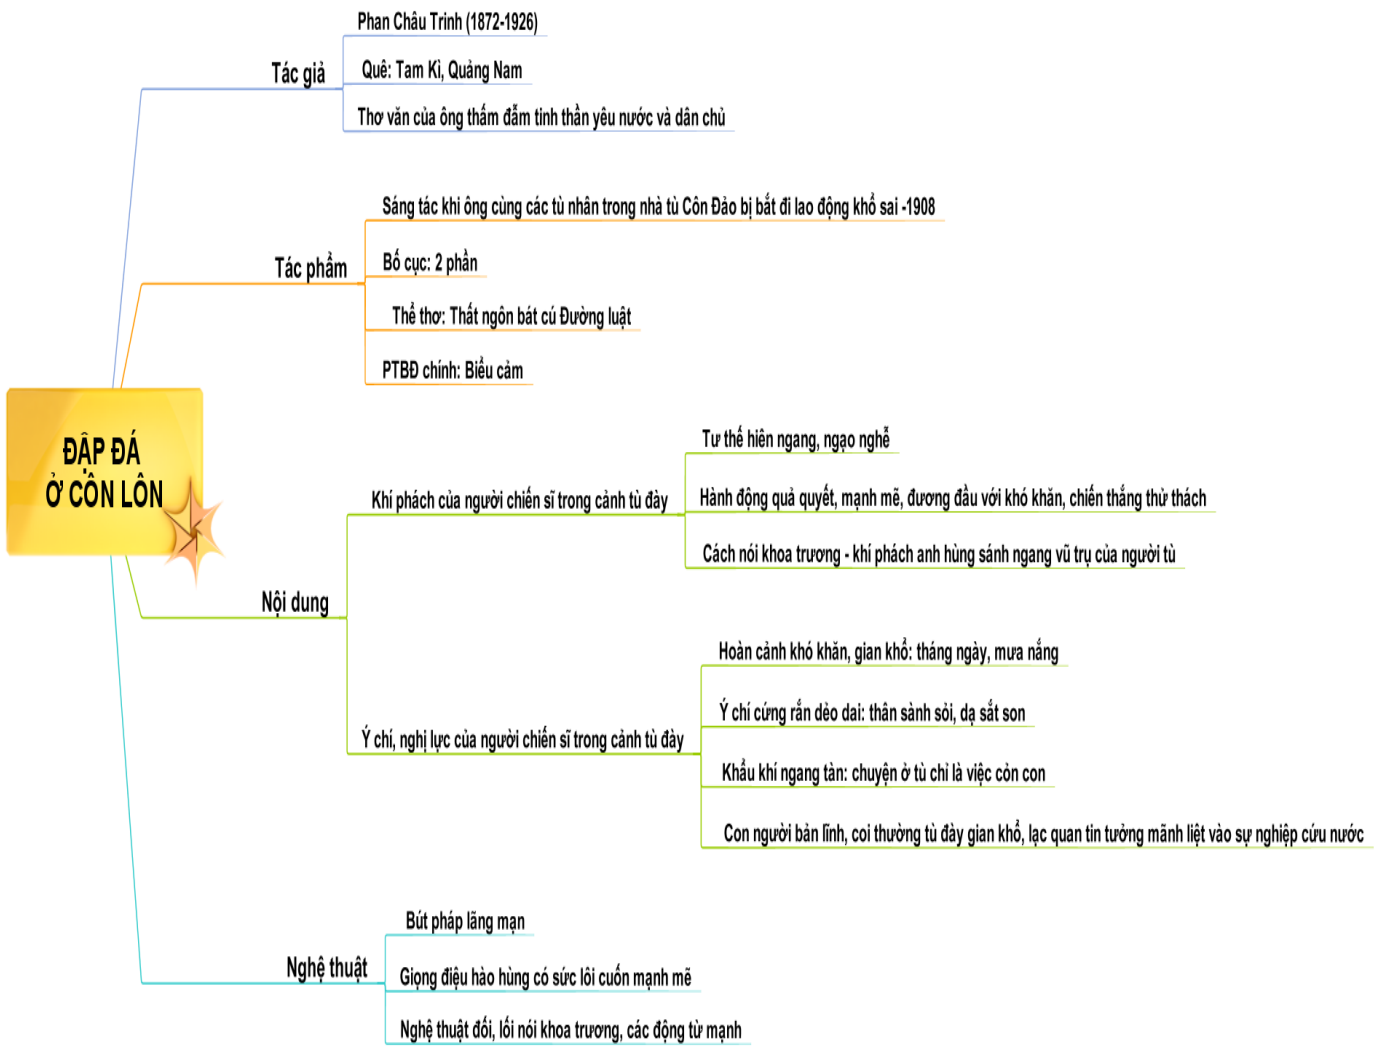 Phan Châu Trinh (1872-1926)
Tác giả
Quê: Tam Kì, Quảng Nam
Thơ văn của ông thấm đẫm tinh thần yêu nước và dân chủ
Sáng tác khi ông cùng các tù nhân trong nhà tù Côn Đảo bị bắt đi lao động khổ sai -1908
Tác phẩm
Bố cục: 2 phần
Thể thơ: Thất ngôn bát cú Đường luật
PTBĐ chính: Biểu cảm
ĐẬP ĐÁ
Ở CÔN LÔN
Tư thế hiên ngang, ngạo nghễ
Khí phách của người chiến sĩ trong cảnh tù đày
Hành động quả quyết, mạnh mẽ, đương đầu với khó khăn, chiến thắng thử thách
Cách nói khoa trương - khí phách anh hùng sánh ngang vũ trụ của người tù
Nội dung
Hoàn cảnh khó khăn, gian khổ: tháng ngày, mưa nắng
Ý chí cứng rắn dẻo dai: thân sành sỏi, dạ sắt son
Ý chí, nghị lực của người chiến sĩ trong cảnh tù đày
Khẩu khí ngang tàn: chuyện ở tù chỉ là việc cỏn con
Con người bản lĩnh, coi thường tù đày gian khổ, lạc quan tin tưởng mãnh liệt vào sự nghiệp cứu nước
Bút pháp lãng mạn
Nghệ thuật
Giọng điệu hào hùng có sức lôi cuốn mạnh mẽ
Nghệ thuật đối, lối nói khoa trương, các động từ mạnh